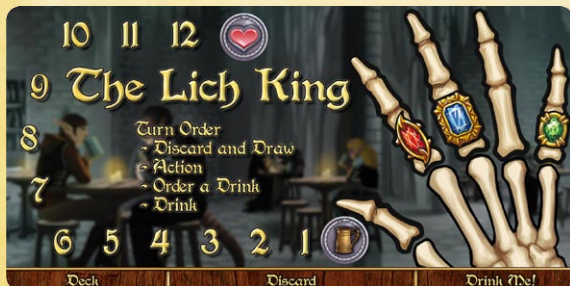 10 11 12
9 The Lich King
8 Turn Order
- Discard and Draw
- Action
7 - Order a Drink
- Drink
6 5 4 3 2 1
Deck Discard Drink Me!